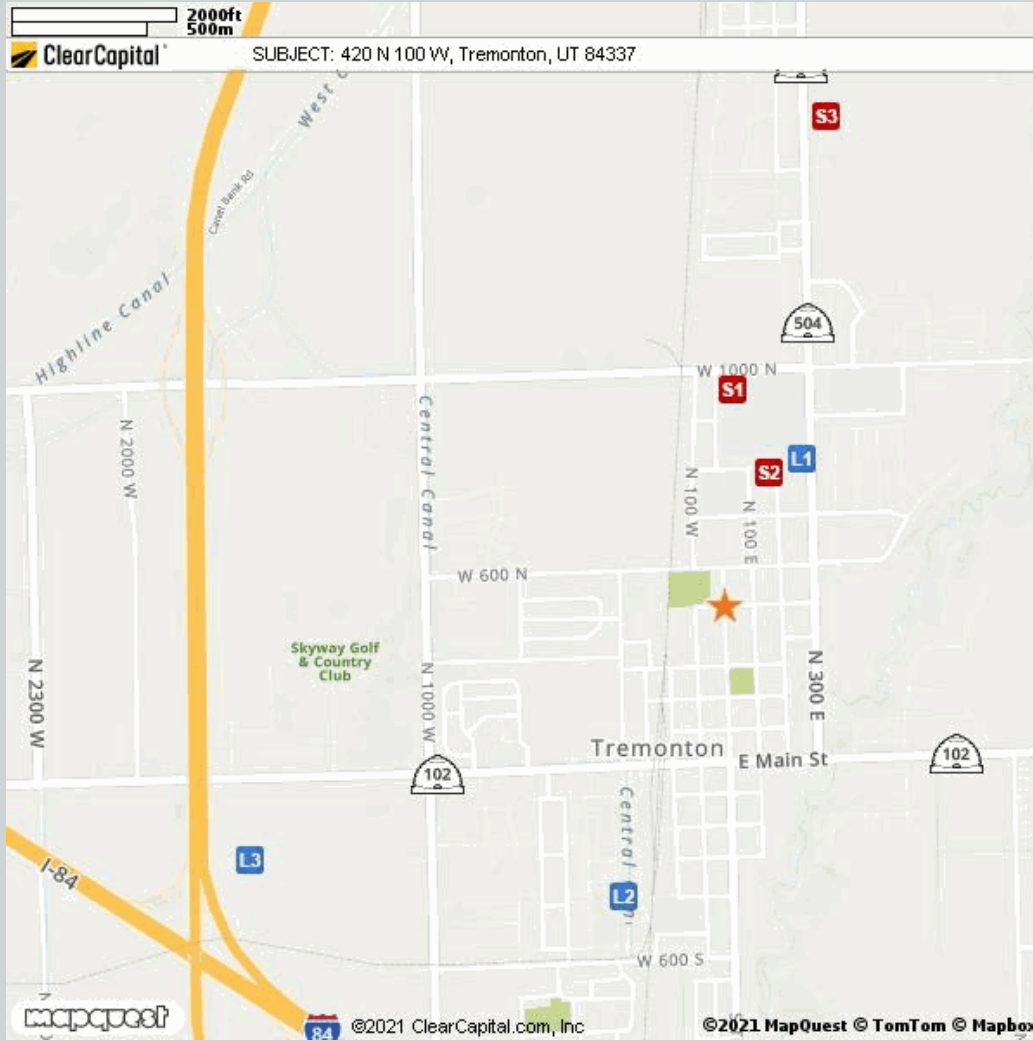 2000ft
500m
ClearCapital
SUBJECT: 420 N 100 W, Tremonton, UT 84337
West C
S3
Canal Bank Rd
Highline Canal
504
W 1000 N
S1
Central Canal
N 2000 W
L1
S2
N 100 W
N 100 E
W 600 N
Skyway Golf
& Country
Club
N 2300 W
N 1000 W
N 300 E
Tremonton
E Main St
102
102
Central
I-84
L3
L2
W 600 S
N
mapquest
84
©2021 ClearCapital.com, Inc
©2021 MapQuest © TomTom © Mapbox